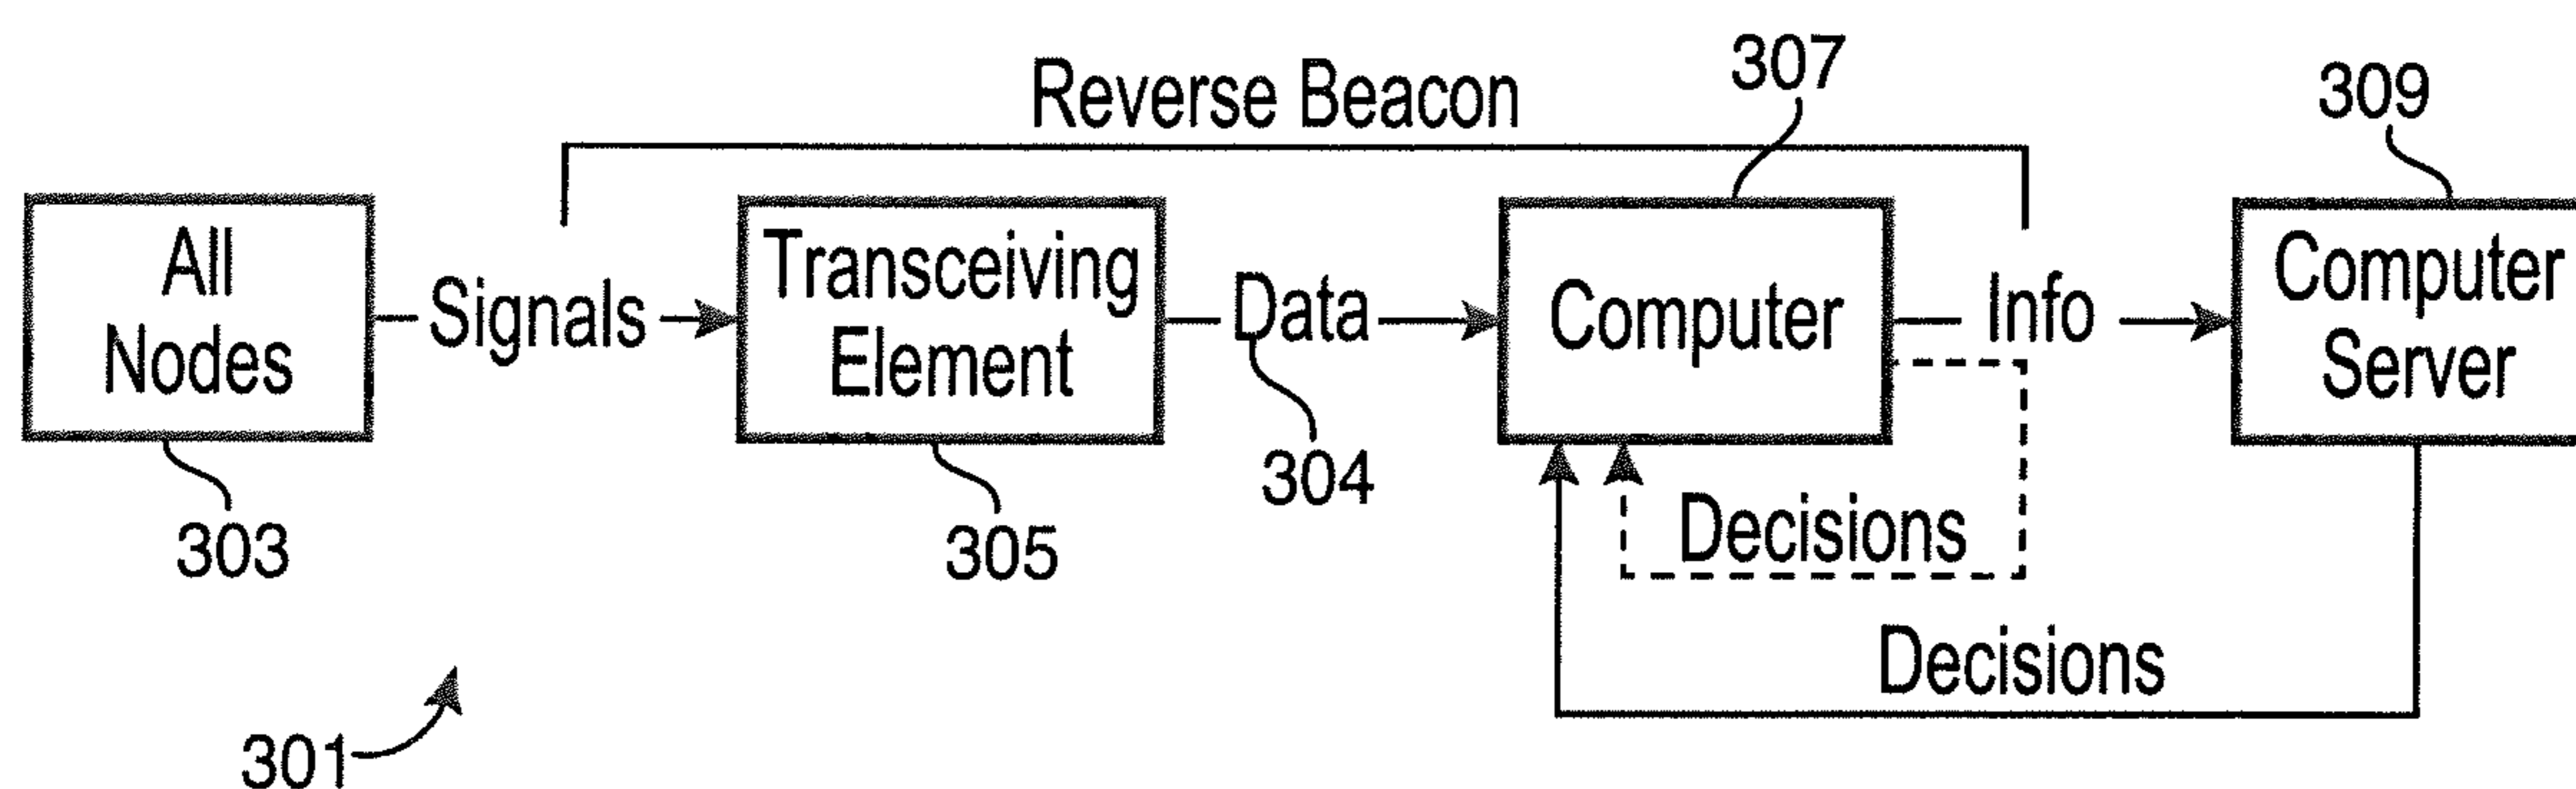 Reverse Beacon
307
309
All
Nodes
Signals
Transceiving
Element
Data
Computer
Info
Computer
Server
303
305
304
Decisions
Decisions
301